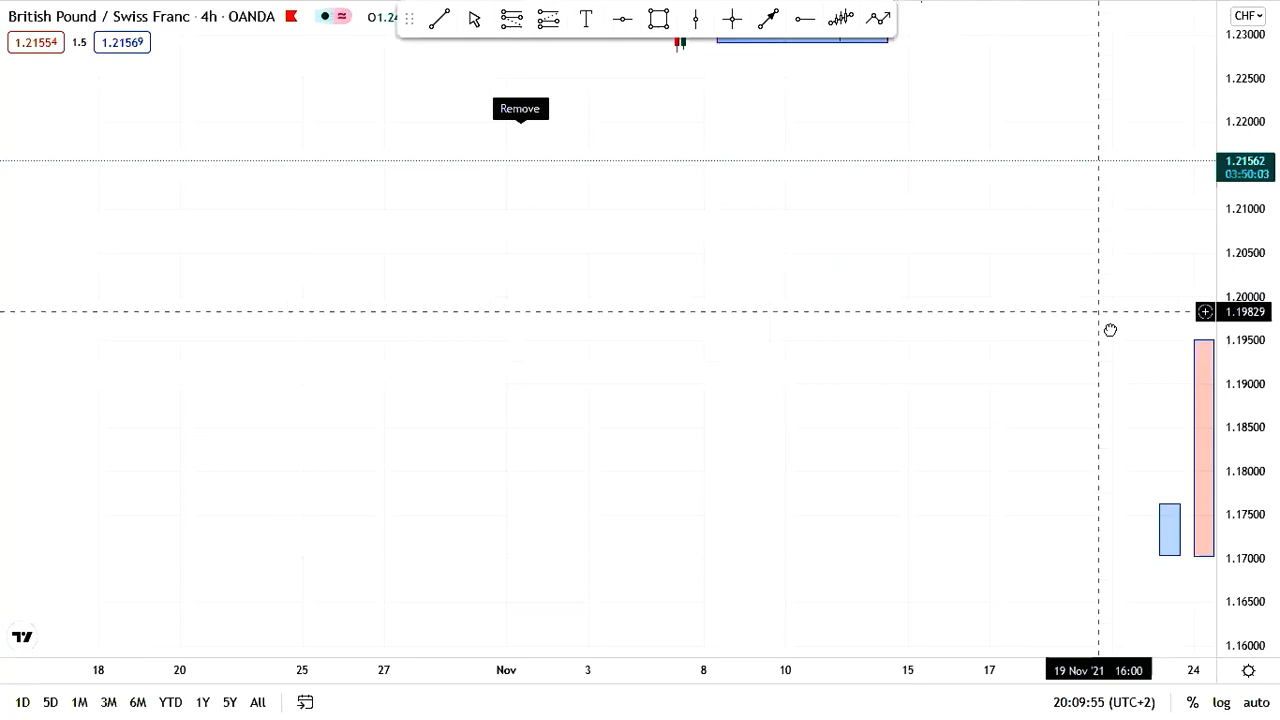 British Pound / Swiss Franc · 4h · OANDA O1.24
CHF
1.21554 1.5 1.21569
Remove
1.23000
1.22500
1.22000
1.21562
03:50:03
1.21000
1.20500
1.20000
1.19829
1.19500
1.19000
1.18500
1.18000
1.17500
1.17000
1.16500
1.16000
18 20 25 27 Nov 3 8 10 15 17 19 Nov '21 16:00 24
1D 5D 1M 3M 6M YTD 1Y 5Y All 20:09:55 (UTC+2) % log auto